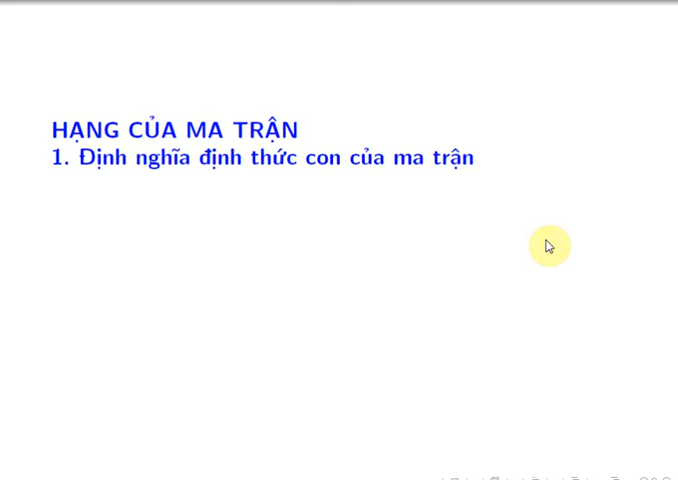 HẠNG CỦA MA TRẬN
1. Định nghĩa định thức con của ma trận